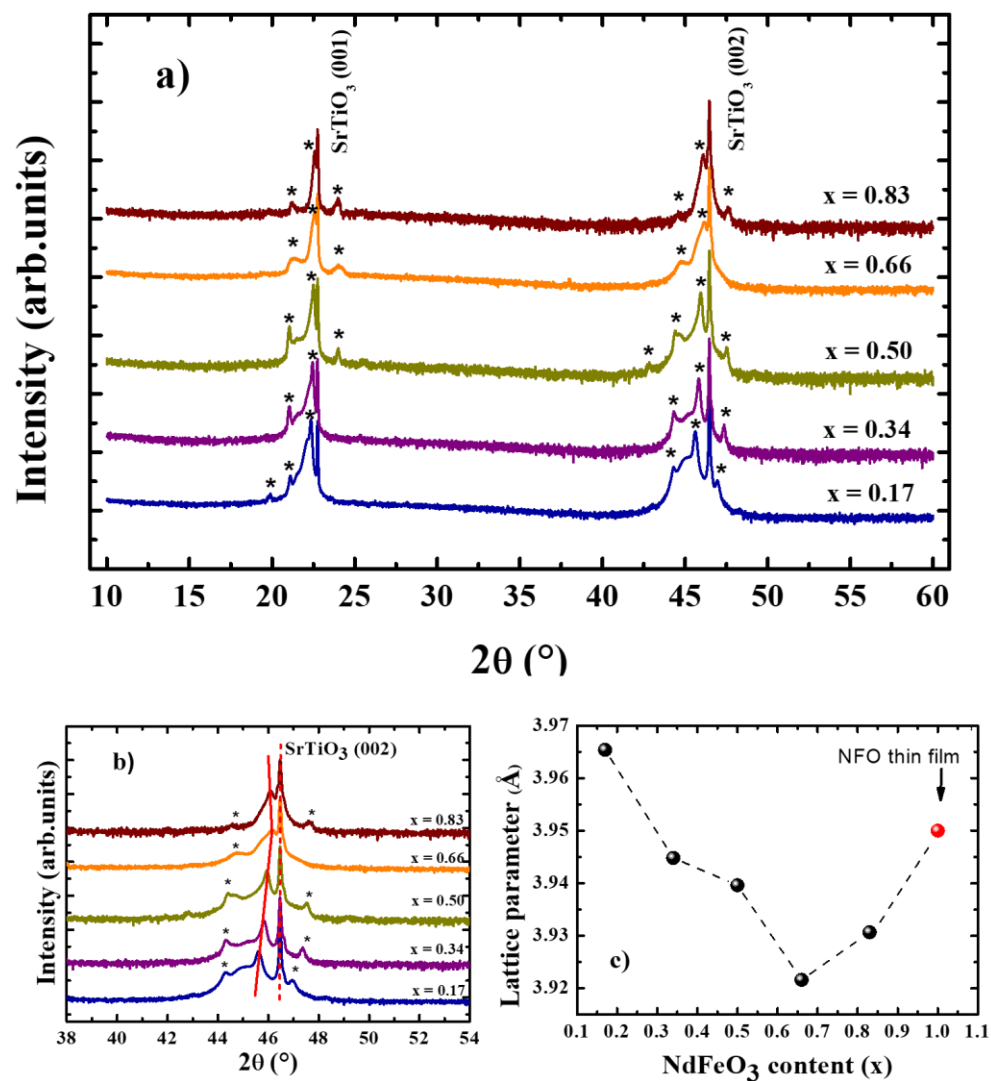 a)
SrTiO₃ (001)
SrTiO₃ (002)
* * * *
* * *
x = 0.83
* * *
* *
x = 0.66
* * *
* * * *
x = 0.50
* *
* * *
x = 0.34
* * *
* * *
x = 0.17
Intensity (arb.units)
10 15 20 25 30 35 40 45 50 55 60
2θ (°)
b)
SrTiO₃ (002)
* *
x = 0.83
*
x = 0.66
* *
x = 0.50
* *
x = 0.34
* *
x = 0.17
Intensity (arb.units)
38 40 42 44 46 48 50 52 54
2θ (°)
3.97
3.96
3.95
3.94
3.93
3.92
Lattice parameter (Å)
NFO thin film
c)
0.1 0.2 0.3 0.4 0.5 0.6 0.7 0.8 0.9 1.0 1.1
NdFeO₃ content (x)